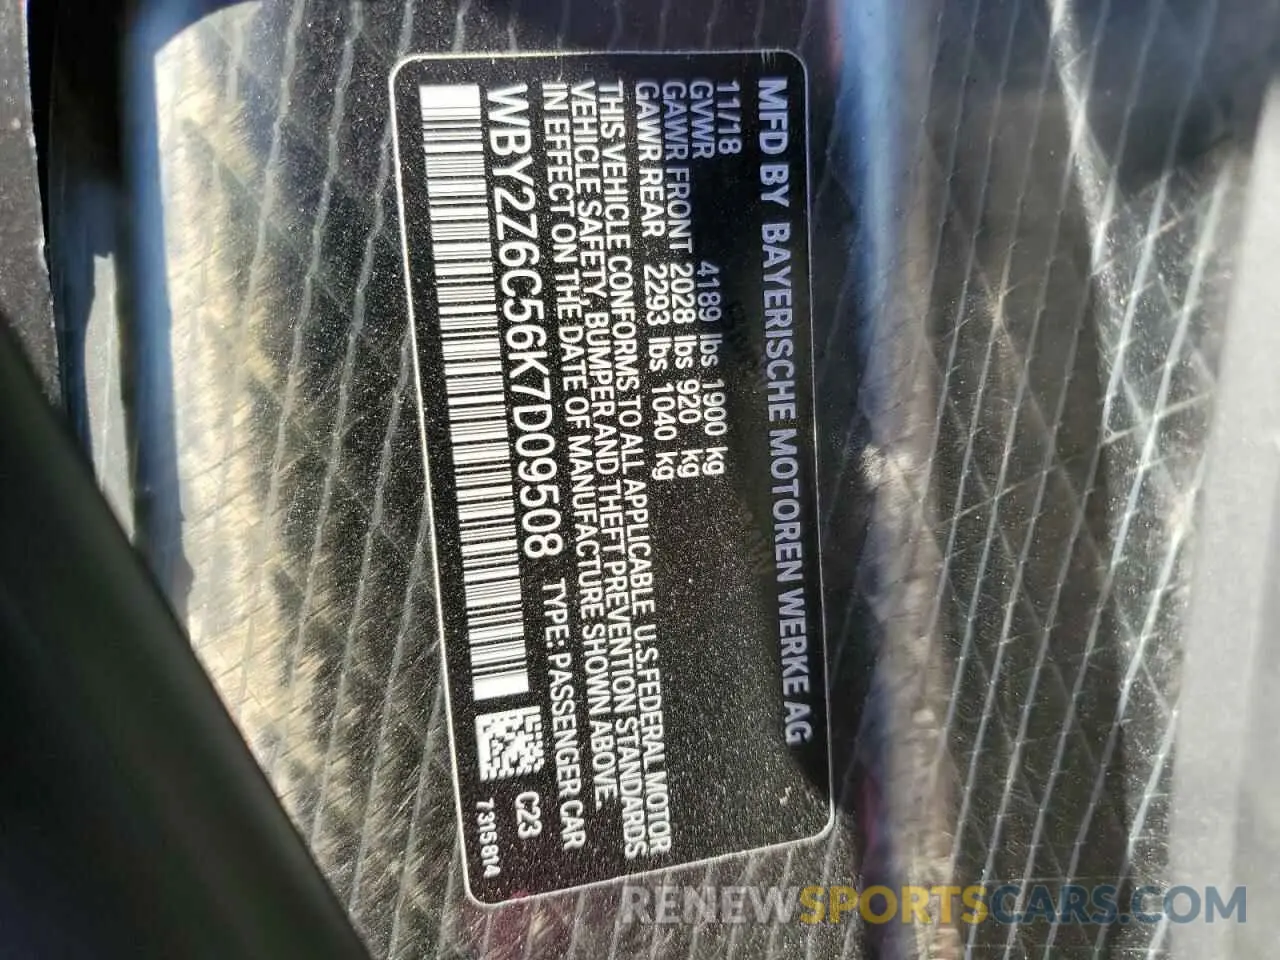 MFD BY BAYERISCHE MOTOREN WERKE AG
11/18
GVWR 4189 lbs 1900 kg
GAWR FRONT 2028 lbs 920 kg
GAWR REAR 2293 lbs 1040 kg
THIS VEHICLE CONFORMS TO ALL APPLICABLE U.S.FEDERAL MOTOR
VEHICLE SAFETY, BUMPER AND THEFT PREVENTION STANDARDS
IN EFFECT ON THE DATE OF MANUFACTURE SHOWN ABOVE.
WBY2Z6C56K7D09508 TYPE: PASSENGER CAR
C23
7315814
RENEWSPORTSCARS.COM